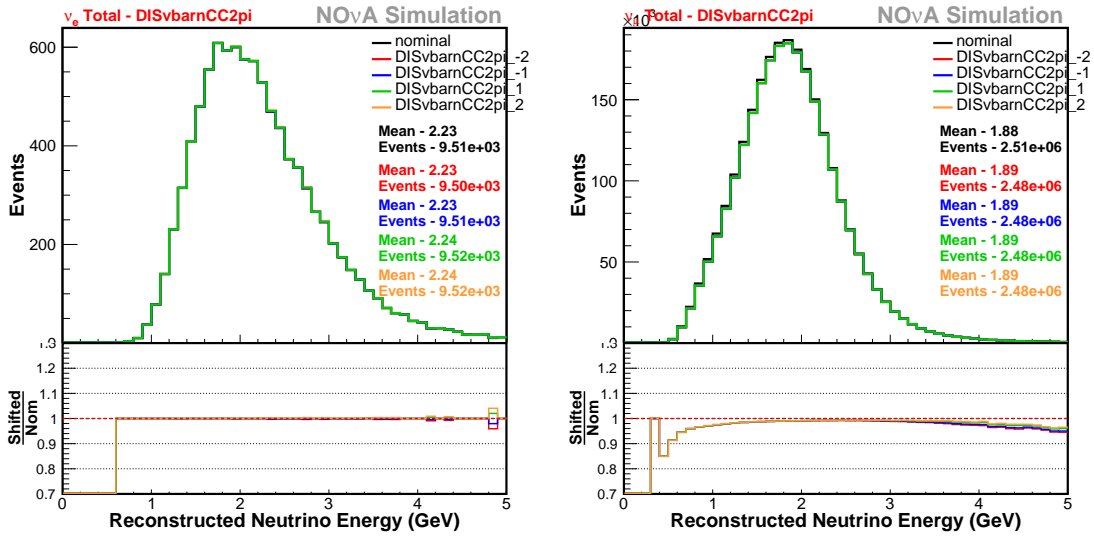 νe Total - DISvbarnCC2pi
NOνA Simulation
nominal
DISvbarnCC2pi_-2
DISvbarnCC2pi_-1
DISvbarnCC2pi_1
DISvbarnCC2pi_2
Mean - 2.23
Events - 9.51e+03
Mean - 2.23
Events - 9.50e+03
Mean - 2.23
Events - 9.51e+03
Mean - 2.24
Events - 9.52e+03
Mean - 2.24
Events - 9.52e+03
Events
600
400
200
1.3
1.2
1.1
1
0.9
0.8
0.7
Shifted
Nom
0 1 2 3 4 5
Reconstructed Neutrino Energy (GeV)
×10³
Total - DISvbarnCC2pi
NOνA Simulation
nominal
DISvbarnCC2pi_-2
DISvbarnCC2pi_-1
DISvbarnCC2pi_1
DISvbarnCC2pi_2
Mean - 1.88
Events - 2.51e+06
Mean - 1.89
Events - 2.48e+06
Mean - 1.89
Events - 2.48e+06
Mean - 1.89
Events - 2.48e+06
Mean - 1.89
Events - 2.48e+06
Events
150
100
50
1.3
1.2
1.1
1
0.9
0.8
0.7
Shifted
Nom
0 1 2 3 4 5
Reconstructed Neutrino Energy (GeV)